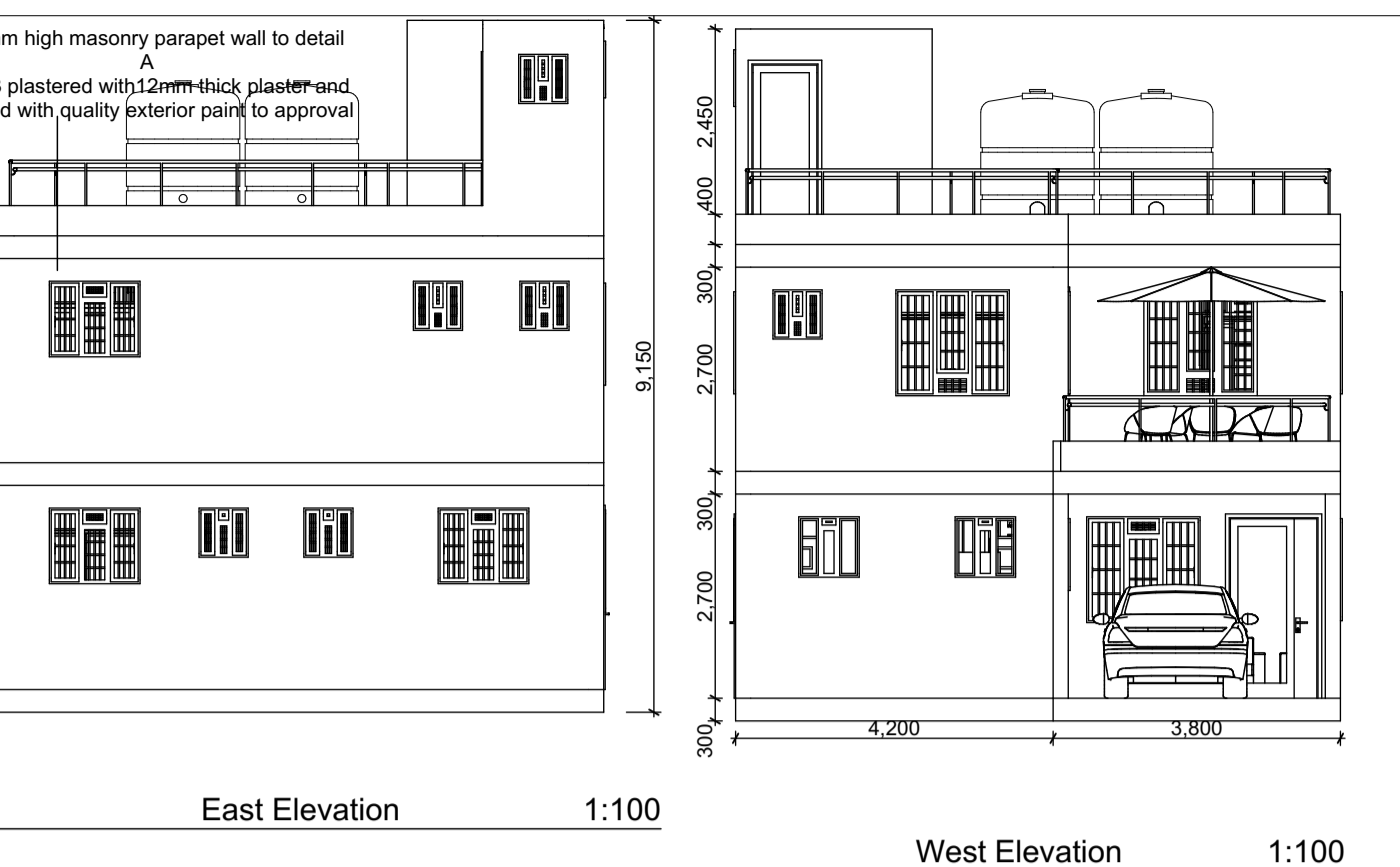 m high masonry parapet wall to detail
A
plastered with12mm thick plaster and
d with quality exterior paint to approval
9,150
2,450
400
300
2,700
300
2,700
300
4,200
3,800
East Elevation 1:100
West Elevation 1:100